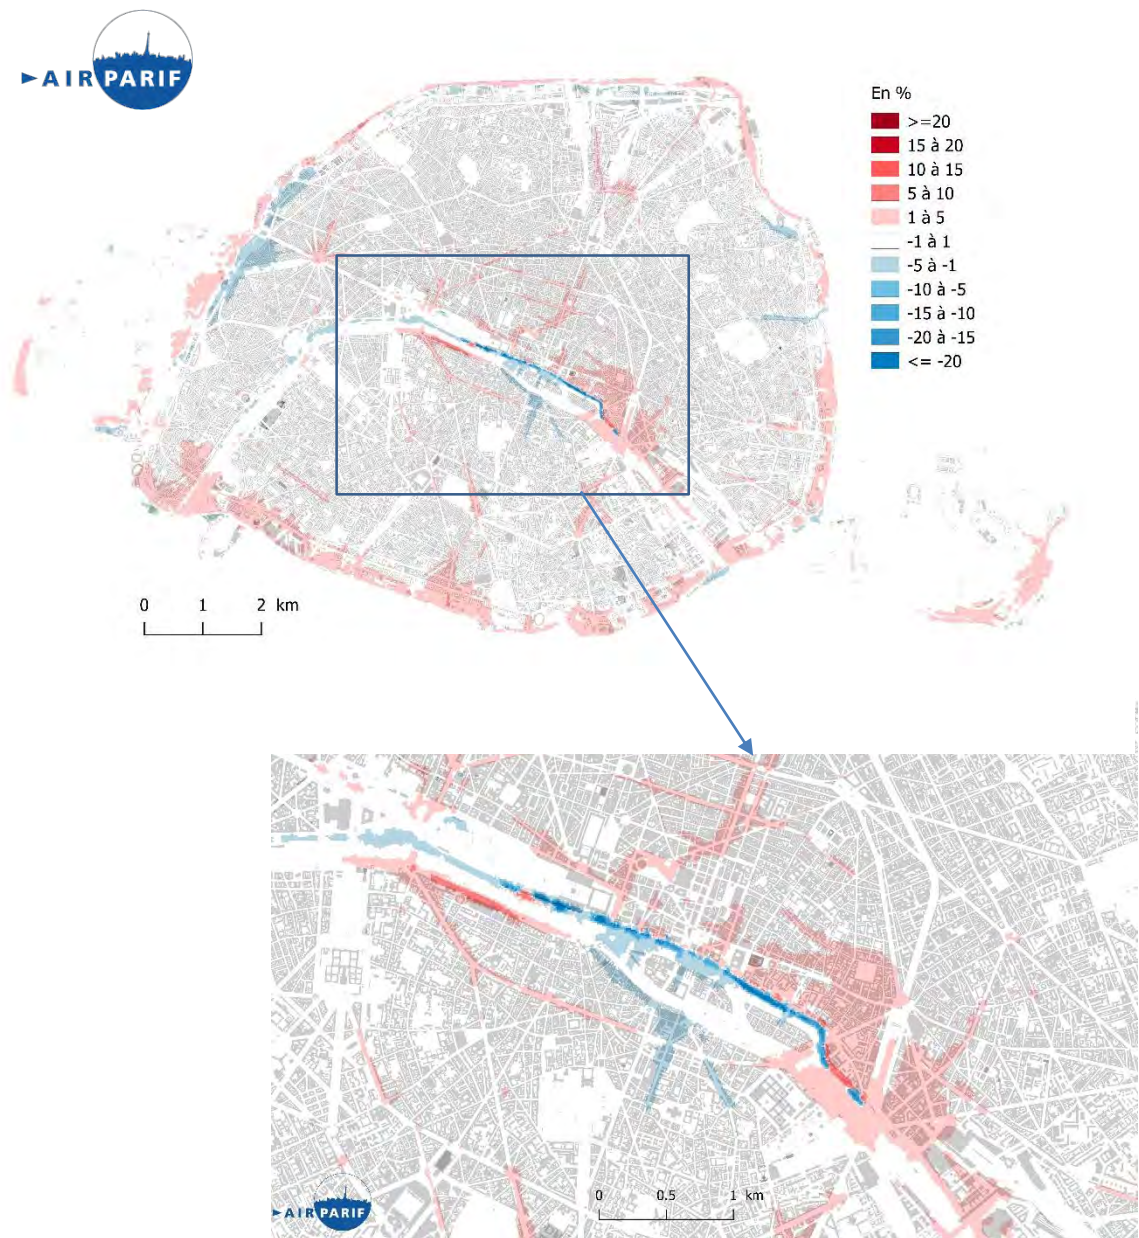 AIRPARIF
En %
>=20
15 à 20
10 à 15
5 à 10
1 à 5
-1 à 1
-5 à -1
-10 à -5
-15 à -10
-20 à -15
<= -20
0 1 2 km
0 0.5 1 km
AIRPARIF